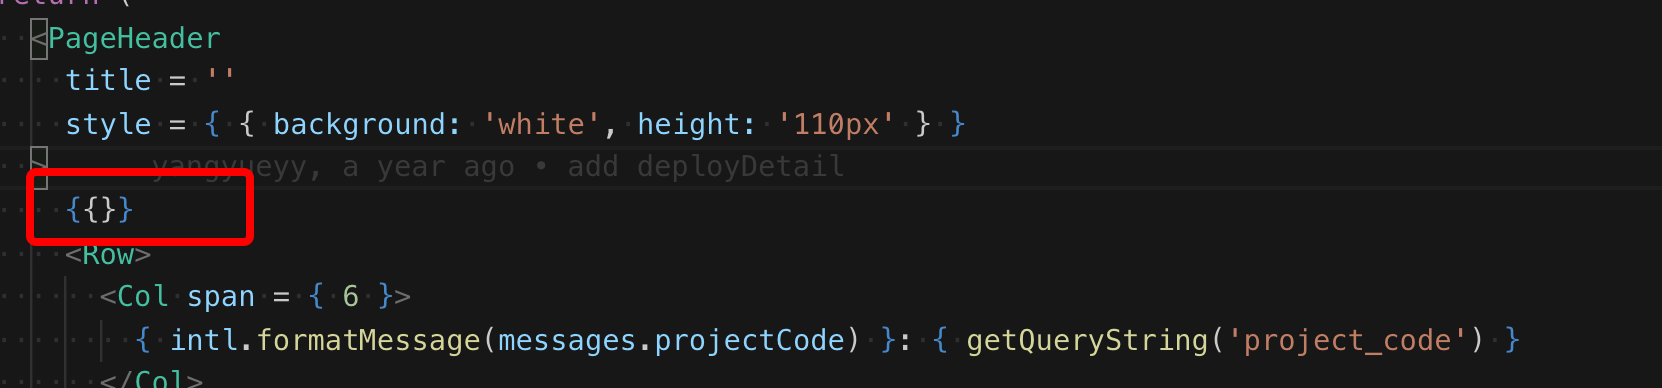 return (
<PageHeader
title = ''
style = { { background: 'white', height: '110px' } }
> yangyueyy, a year ago • add deployDetail
{{}}
<Row>
<Col span = { 6 }>
{ intl.formatMessage(messages.projectCode) }: { getQueryString('project_code') }
</Col>